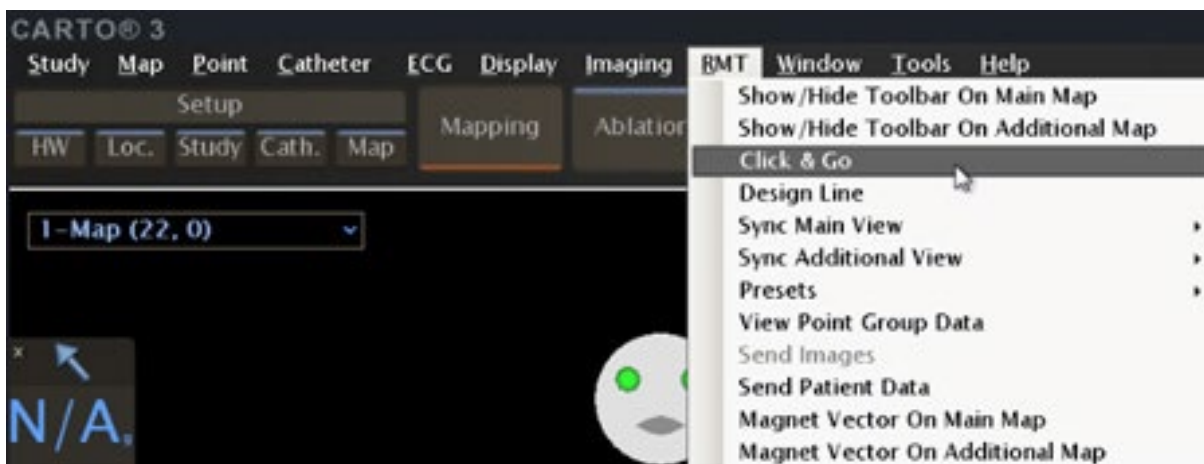 CARTO® 3
Study Map Point Catheter ECG Display Imaging RMT Window Tools Help
Setup
HW Loc. Study Cath. Map
Mapping
Ablation
1-Map (22, 0)
x
N/A
Show/Hide Toolbar On Main Map
Show/Hide Toolbar On Additional Map
Click & Go
Design Line
Sync Main View
Sync Additional View
Presets
View Point Group Data
Send Images
Send Patient Data
Magnet Vector On Main Map
Magnet Vector On Additional Map